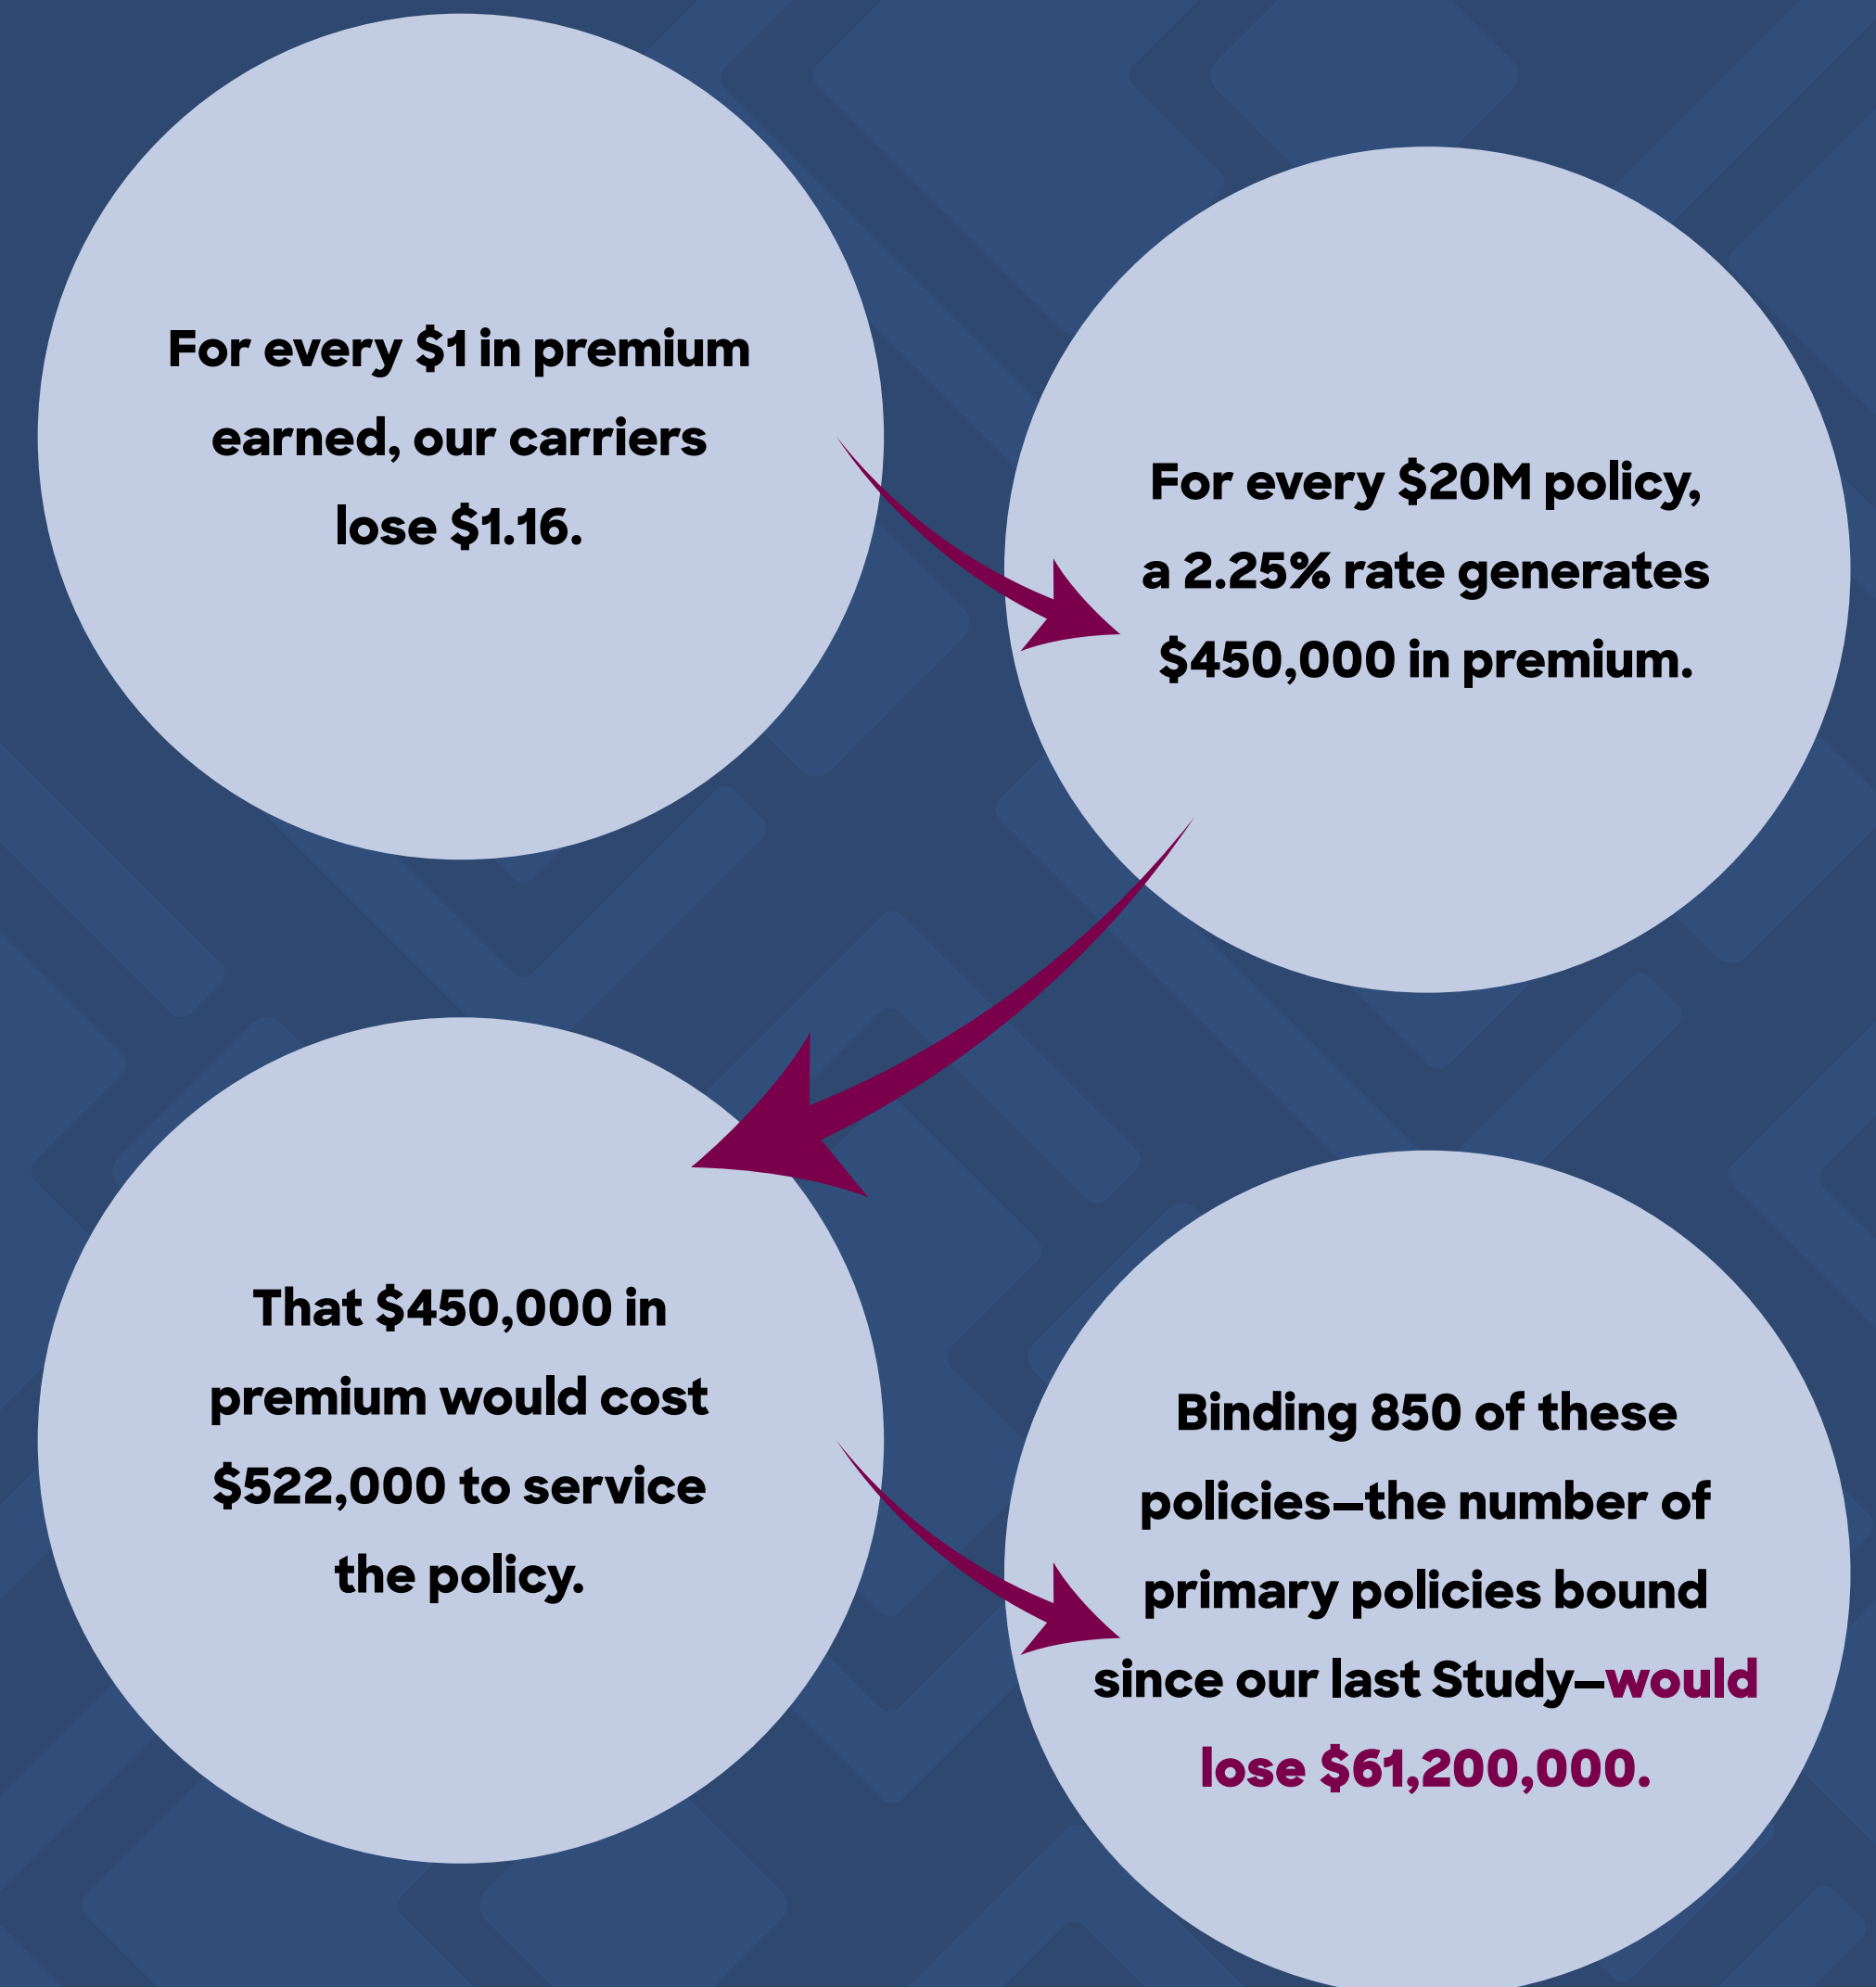 For every $1 in premium
earned, our carriers
lose $1.16.
For every $20M policy,
a 2.25% rate generates
$450,000 in premium.
That $450,000 in
premium would cost
$522,000 to service
the policy.
Binding 850 of these
policies—the number of
primary policies bound
since our last Study—would
lose $61,200,000.